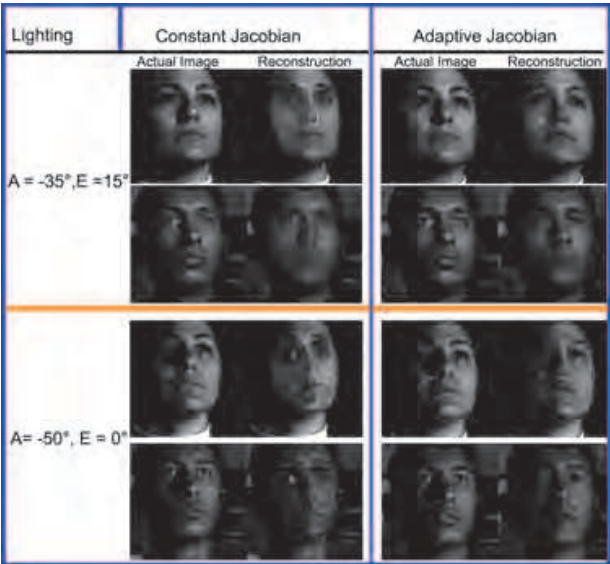 Lighting Constant Jacobian Adaptive Jacobian
Actual Image Reconstruction Actual Image Reconstruction
A = -35°,E =15°
A= -50°, E = 0°